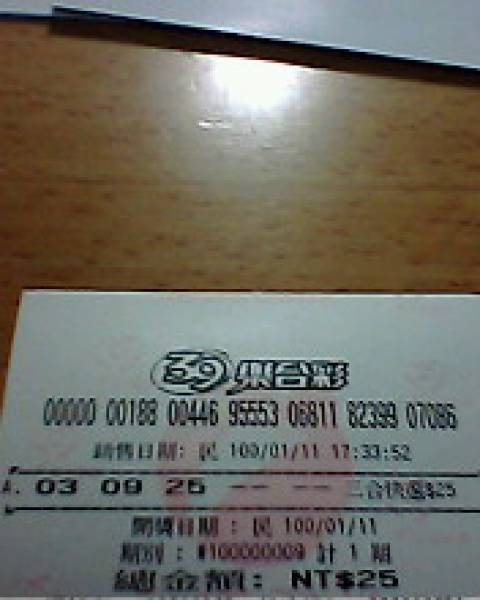 39 樂合彩
00000 00188 00446 95553 06811 82399 07086
銷售日期: 民 100/01/11 17:33:52
A. 03 09 25 -- -- 三合快選$25
開獎日期 : 民 100/01/11
期別 : #100000009 計 1 期
總金額: NT$25